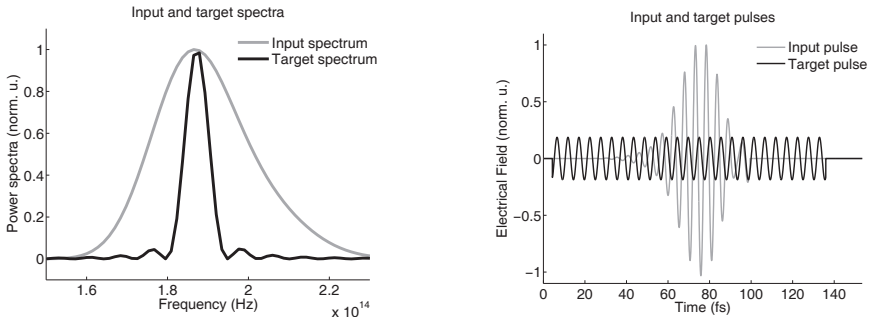 Input and target spectra
Input spectrum
Target spectrum
Power spectra (norm. u.)
1
0.8
0.6
0.4
0.2
0
1.6
1.8
2
2.2
Frequency (Hz)
x 10^14
Input and target pulses
Input pulse
Target pulse
Electrical Field (norm. u.)
1
0.5
0
−0.5
−1
0
20
40
60
80
100
120
140
Time (fs)